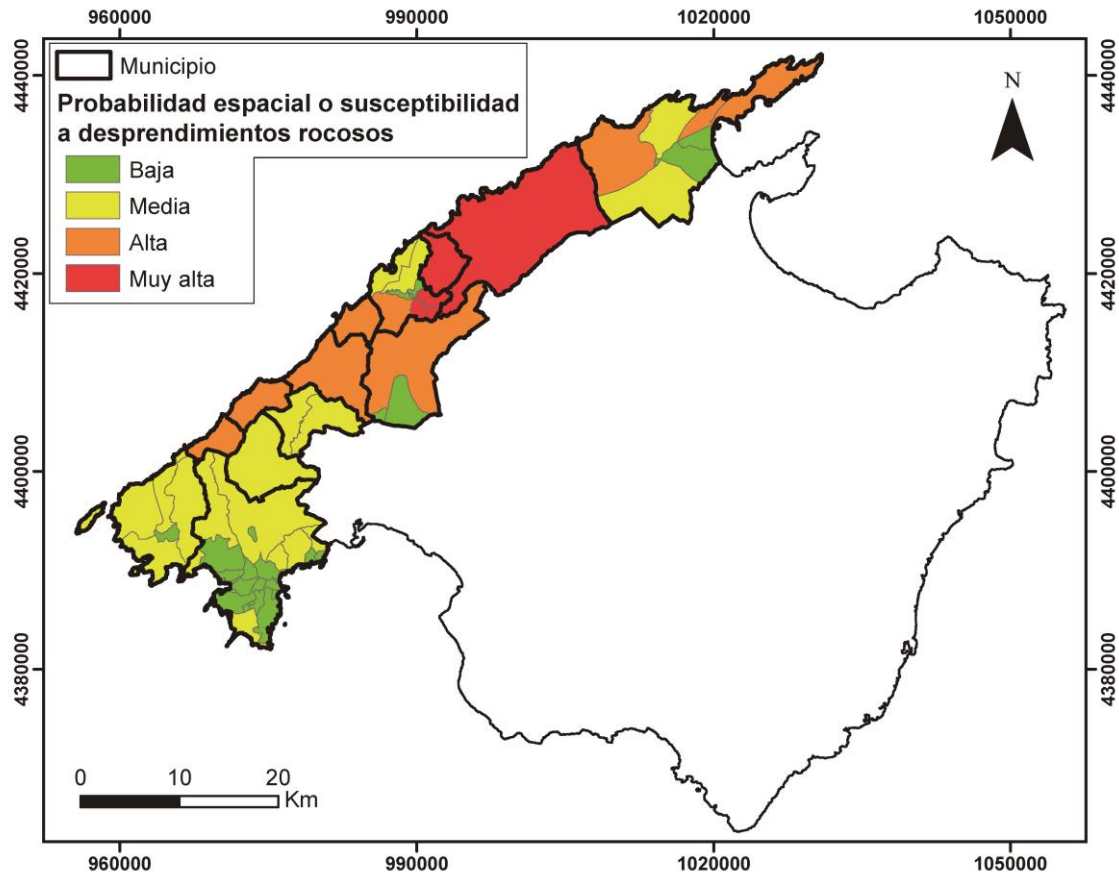 960000 990000 1020000 1050000
Municipio
Probabilidad espacial o susceptibilidad
a desprendimientos rocosos
Baja
Media
Alta
Muy alta
N
4440000 4440000
4420000 4420000
4400000 4400000
4380000 4380000
0 10 20
Km
960000 990000 1020000 1050000